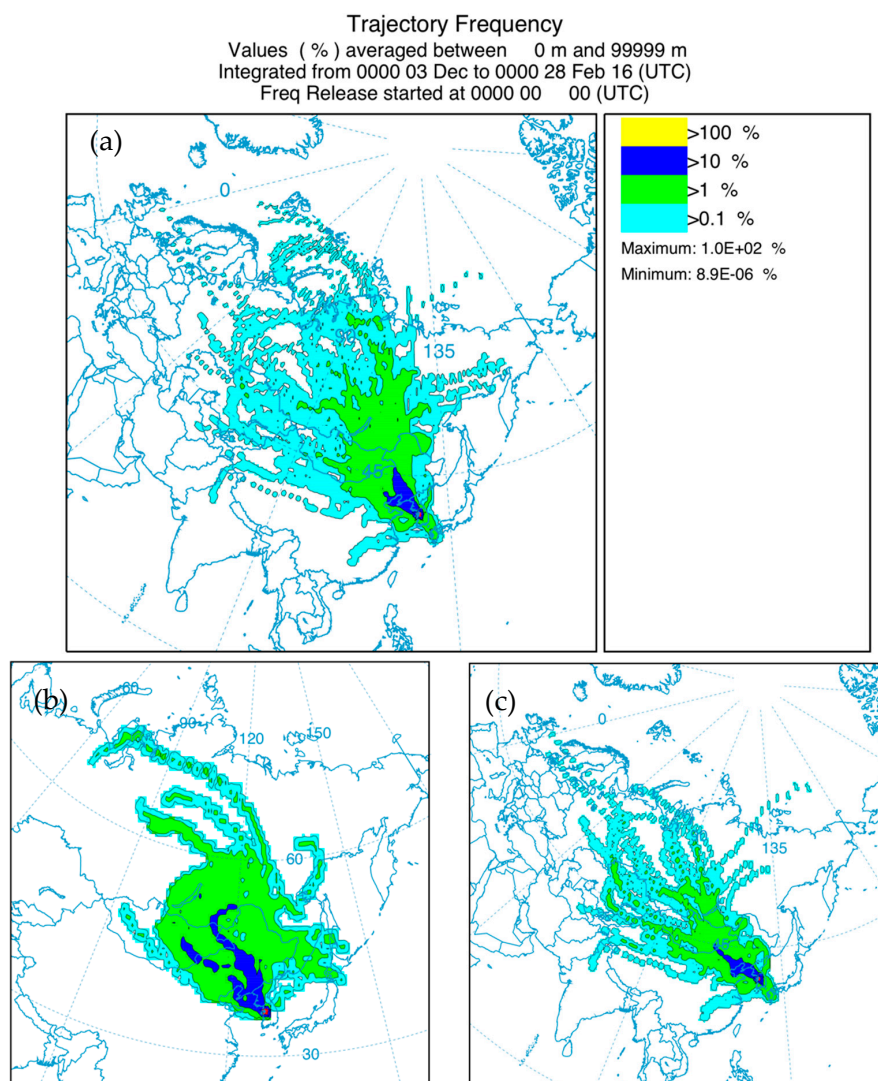 Trajectory Frequency
Values ( % ) averaged between 0 m and 99999 m
Integrated from 0000 03 Dec to 0000 28 Feb 16 (UTC)
Freq Release started at 0000 00 00 (UTC)
(a)
>100 %
>10 %
>1 %
>0.1 %
Maximum: 1.0E+02 %
Minimum: 8.9E-06 %
0
90
135
45
(b)
60
90
120
150
60
30
(c)
0
135
45